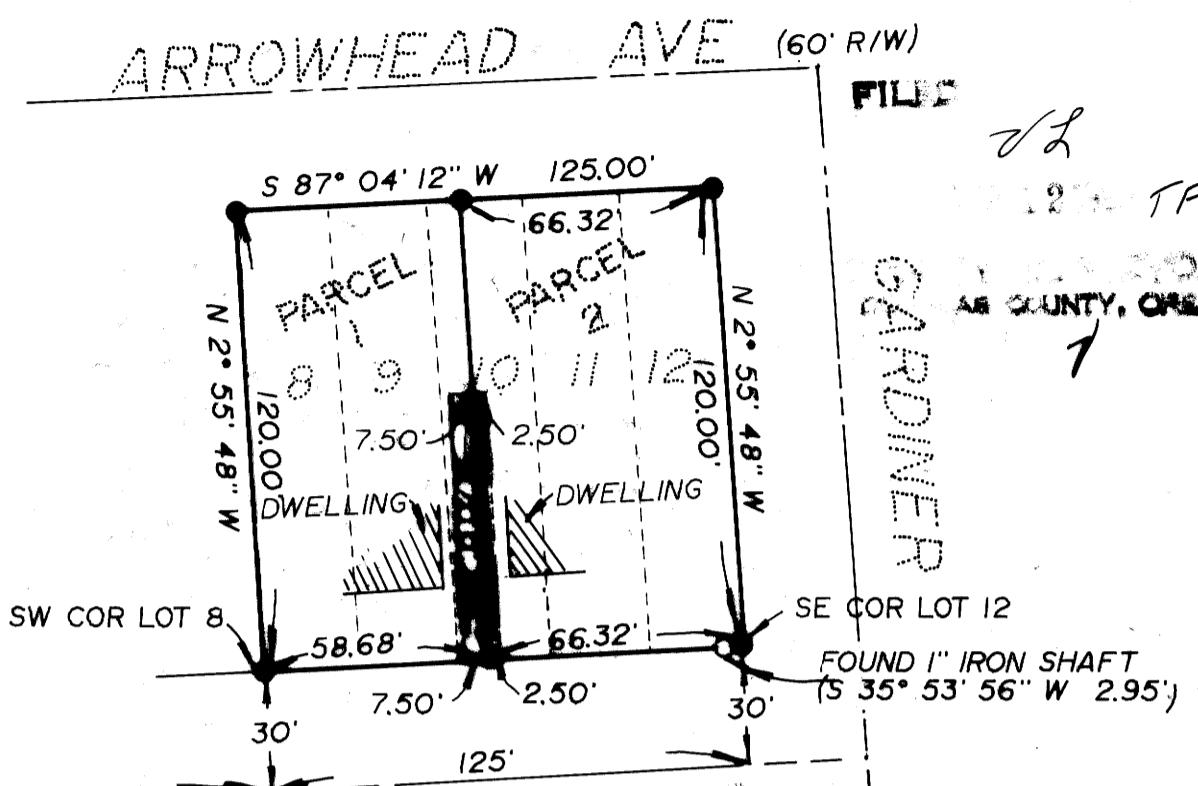 ARROWHEAD AVE (60' R/W)
FILED
S 87° 04' 12" W 125.00'
66.32'
PARCEL 1
PARCEL 2
GARDINER
COUNTY,
8 9 10 11 12
N 2° 55' 48" W
120.00'
120.00'
N 2° 55' 48" W
7.50' 2.50'
DWELLING
DWELLING
SW COR LOT 8
SE COR LOT 12
58.68' 66.32'
FOUND 1" IRON SHAFT
(S 35° 53' 56" W 2.95')
7.50' 2.50'
30' 30'
125'